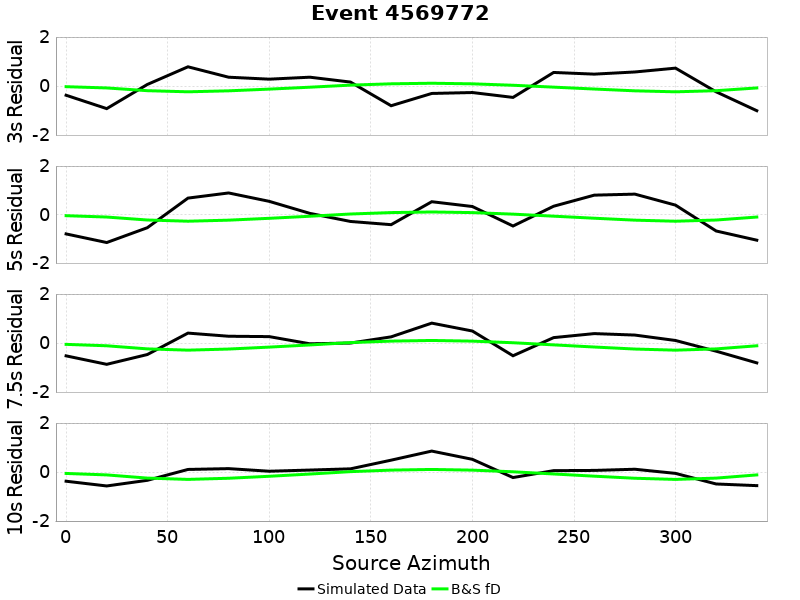 Event 4569772
3s Residual
2
0
-2
5s Residual
2
0
-2
7.5s Residual
2
0
-2
10s Residual
2
0
-2
0 50 100 150 200 250 300
Source Azimuth
Simulated Data B&S fD